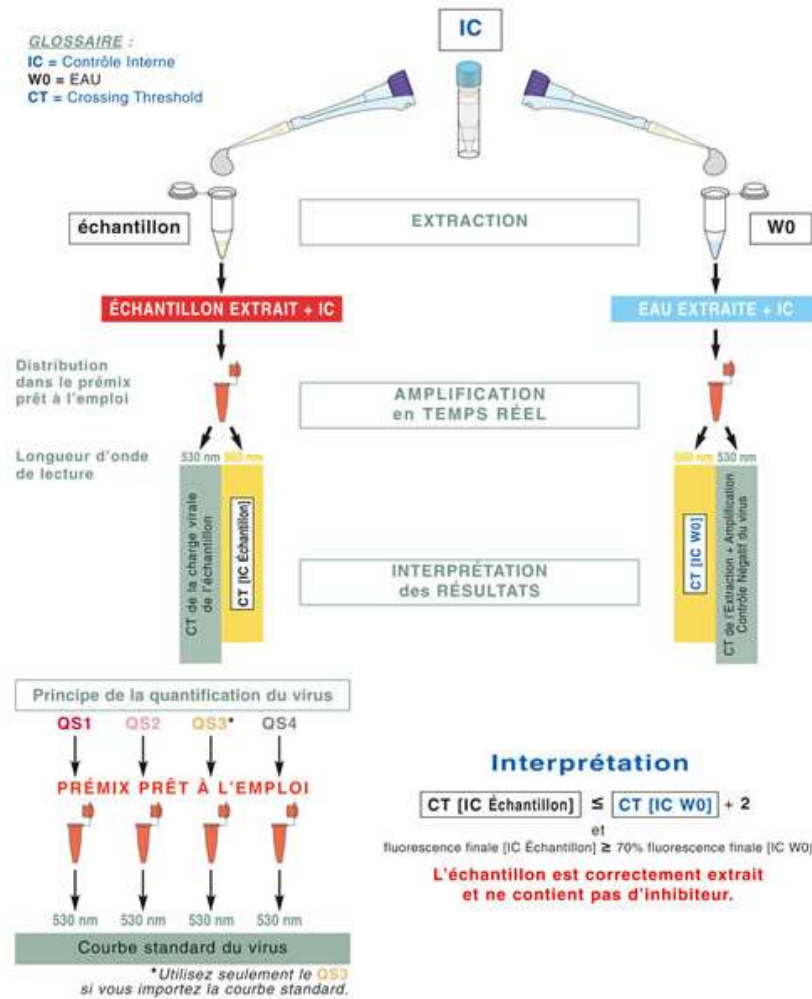 GLOSSAIRE :
IC = Contrôle Interne
W0 = EAU
CT = Crossing Threshold
IC
échantillon
EXTRACTION
W0
ÉCHANTILLON EXTRAIT + IC
EAU EXTRAITE + IC
Distribution
dans le prémix
prêt à l'emploi
AMPLIFICATION
en TEMPS RÉEL
Longueur d'onde
de lecture
530 nm 560 nm
560 nm 530 nm
CT de la charge virale
de l'échantillon
CT [IC Échantillon]
INTERPRÉTATION
des RÉSULTATS
CT [IC W0]
CT de l'Extraction + Amplification
Contrôle Négatif du virus
Principe de la quantification du virus
QS1 QS2 QS3* QS4
PRÉMIX PRÊT À L'EMPLOI
530 nm 530 nm 530 nm 530 nm
Courbe standard du virus
*Utilisez seulement le QS3
si vous importez la courbe standard.
Interprétation
CT [IC Échantillon] ≤ CT [IC W0] + 2
et
fluorescence finale [IC Échantillon] ≥ 70% fluorescence finale [IC W0]
L'échantillon est correctement extrait
et ne contient pas d'inhibiteur.